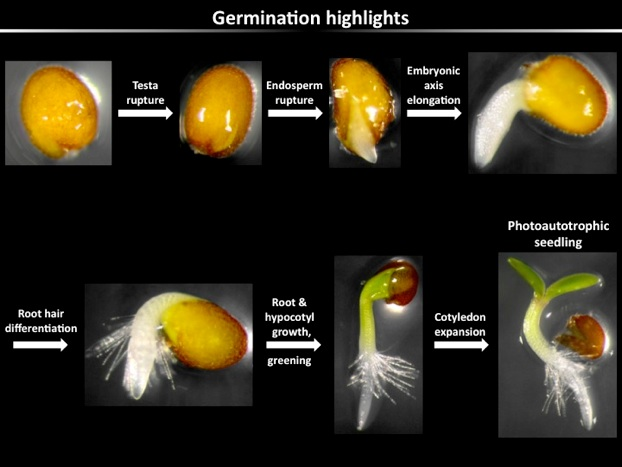 Germination highlights
Testa
rupture
Endosperm
rupture
Embryonic
axis
elongation
Photoautotrophic
seedling
Root hair
differentiation
Root &
hypocotyl
growth,
greening
Cotyledon
expansion